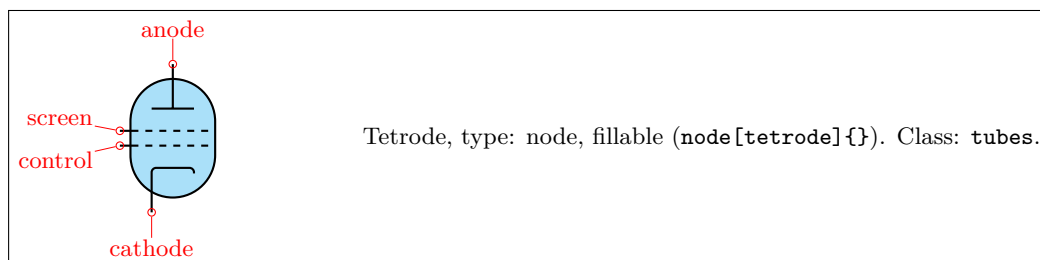 anode
screen
control
cathode
Tetrode, type: node, fillable (node[tetrode]{}). Class: tubes.